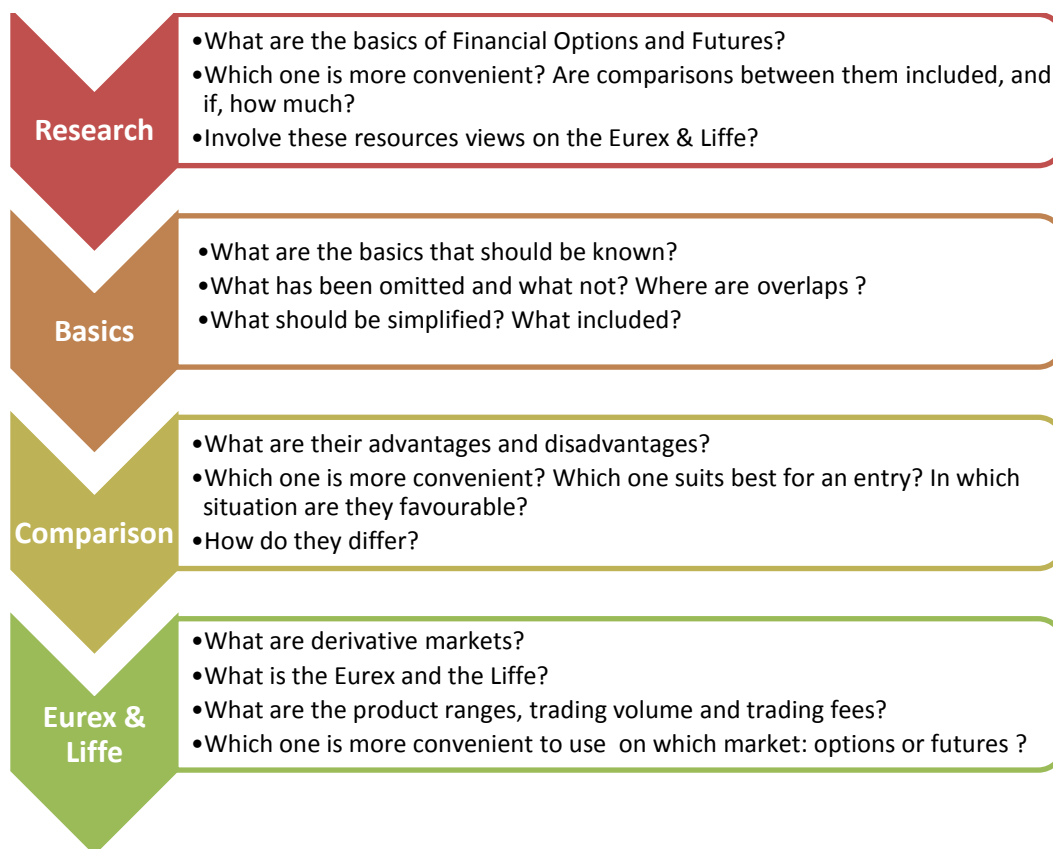 Research
•What are the basics of Financial Options and Futures?
•Which one is more convenient? Are comparisons between them included, and
if, how much?
•Involve these resources views on the Eurex & Liffe?
Basics
•What are the basics that should be known?
•What has been omitted and what not? Where are overlaps ?
•What should be simplified? What included?
Comparison
•What are their advantages and disadvantages?
•Which one is more convenient? Which one suits best for an entry? In which
situation are they favourable?
•How do they differ?
Eurex &
Liffe
•What are derivative markets?
•What is the Eurex and the Liffe?
•What are the product ranges, trading volume and trading fees?
•Which one is more convenient to use  on which market: options or futures ?